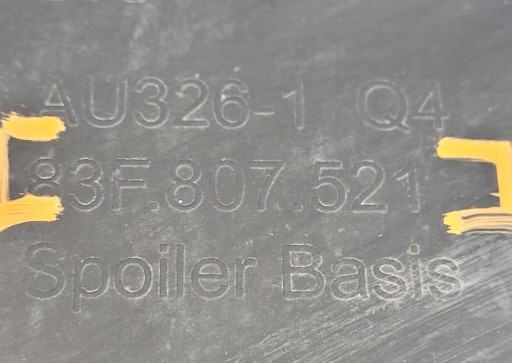 AU326-1 Q4
83F.807.521
Spoiler Basis